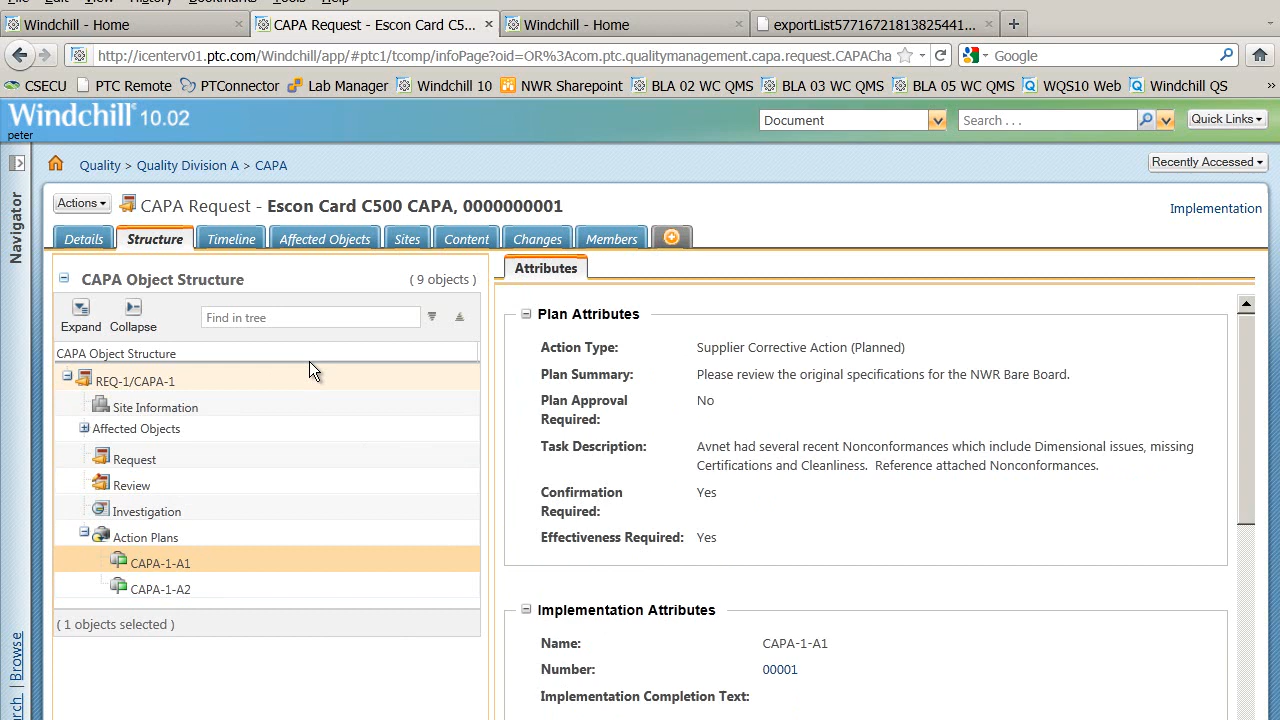 File Edit View History Bookmarks Tools Help
Windchill - Home
CAPA Request - Escon Card C500 C...
Windchill - Home
exportList57716721813825441...
http://icenterv01.ptc.com/Windchill/app/#ptc1/tcomp/infoPage?oid=OR%3Acom.ptc.qualitymanagement.capa.request.CAPACha
Google
CSECU
PTC Remote
PTConnector
Lab Manager
Windchill 10
NWR Sharepoint
BLA 02 WC QMS
BLA 03 WC QMS
BLA 05 WC QMS
WQS10 Web
Windchill QS
»
Windchill 10.02
peter
Document
Search . . .
Quick Links
Quality > Quality Division A > CAPA
Recently Accessed
Navigator
Actions
CAPA Request - Escon Card C500 CAPA, 0000000001
Implementation
Details
Structure
Timeline
Affected Objects
Sites
Content
Changes
Members
CAPA Object Structure
( 9 objects )
Expand
Collapse
Find in tree
CAPA Object Structure
REQ-1/CAPA-1
Site Information
Affected Objects
Request
Review
Investigation
Action Plans
CAPA-1-A1
CAPA-1-A2
( 1 objects selected )
Browse
Attributes
Plan Attributes
Action Type: Supplier Corrective Action (Planned)
Plan Summary: Please review the original specifications for the NWR Bare Board.
Plan Approval Required: No
Task Description: Avnet had several recent Nonconformances which include Dimensional issues, missing
Certifications and Cleanliness. Reference attached Nonconformances.
Confirmation Required: Yes
Effectiveness Required: Yes
Implementation Attributes
Name: CAPA-1-A1
Number: 00001
Implementation Completion Text: